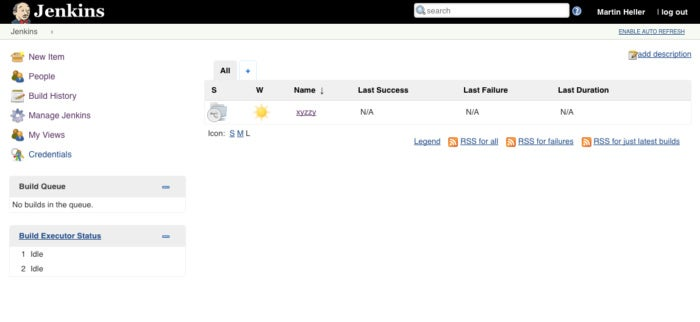 Jenkins
search
Martin Heller | log out
Jenkins ›
ENABLE AUTO REFRESH
New Item
People
Build History
Manage Jenkins
My Views
Credentials
Build Queue
No builds in the queue.
Build Executor Status
1 Idle
2 Idle
add description
All +
S W Name ↓ Last Success Last Failure Last Duration
xyzzy N/A N/A N/A
Icon: S M L
Legend RSS for all RSS for failures RSS for just latest builds